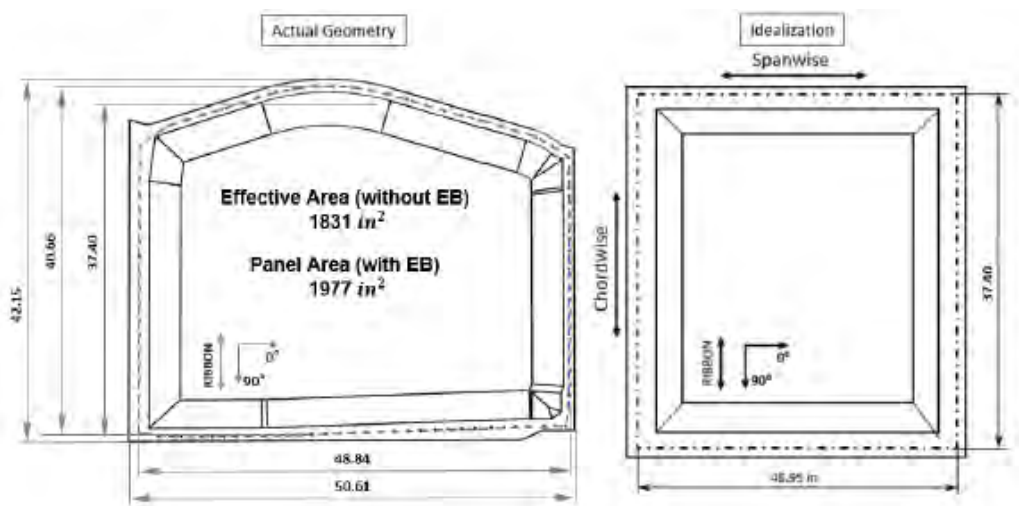 Actual Geometry
Idealization
Spanwise
Effective Area (without EB)
1831 in²
Panel Area (with EB)
1977 in²
42.15
40.66
37.40
RIBBON
0°
90°
48.84
50.61
Chordwise
RIBBON
0°
90°
37.40
48.95 in